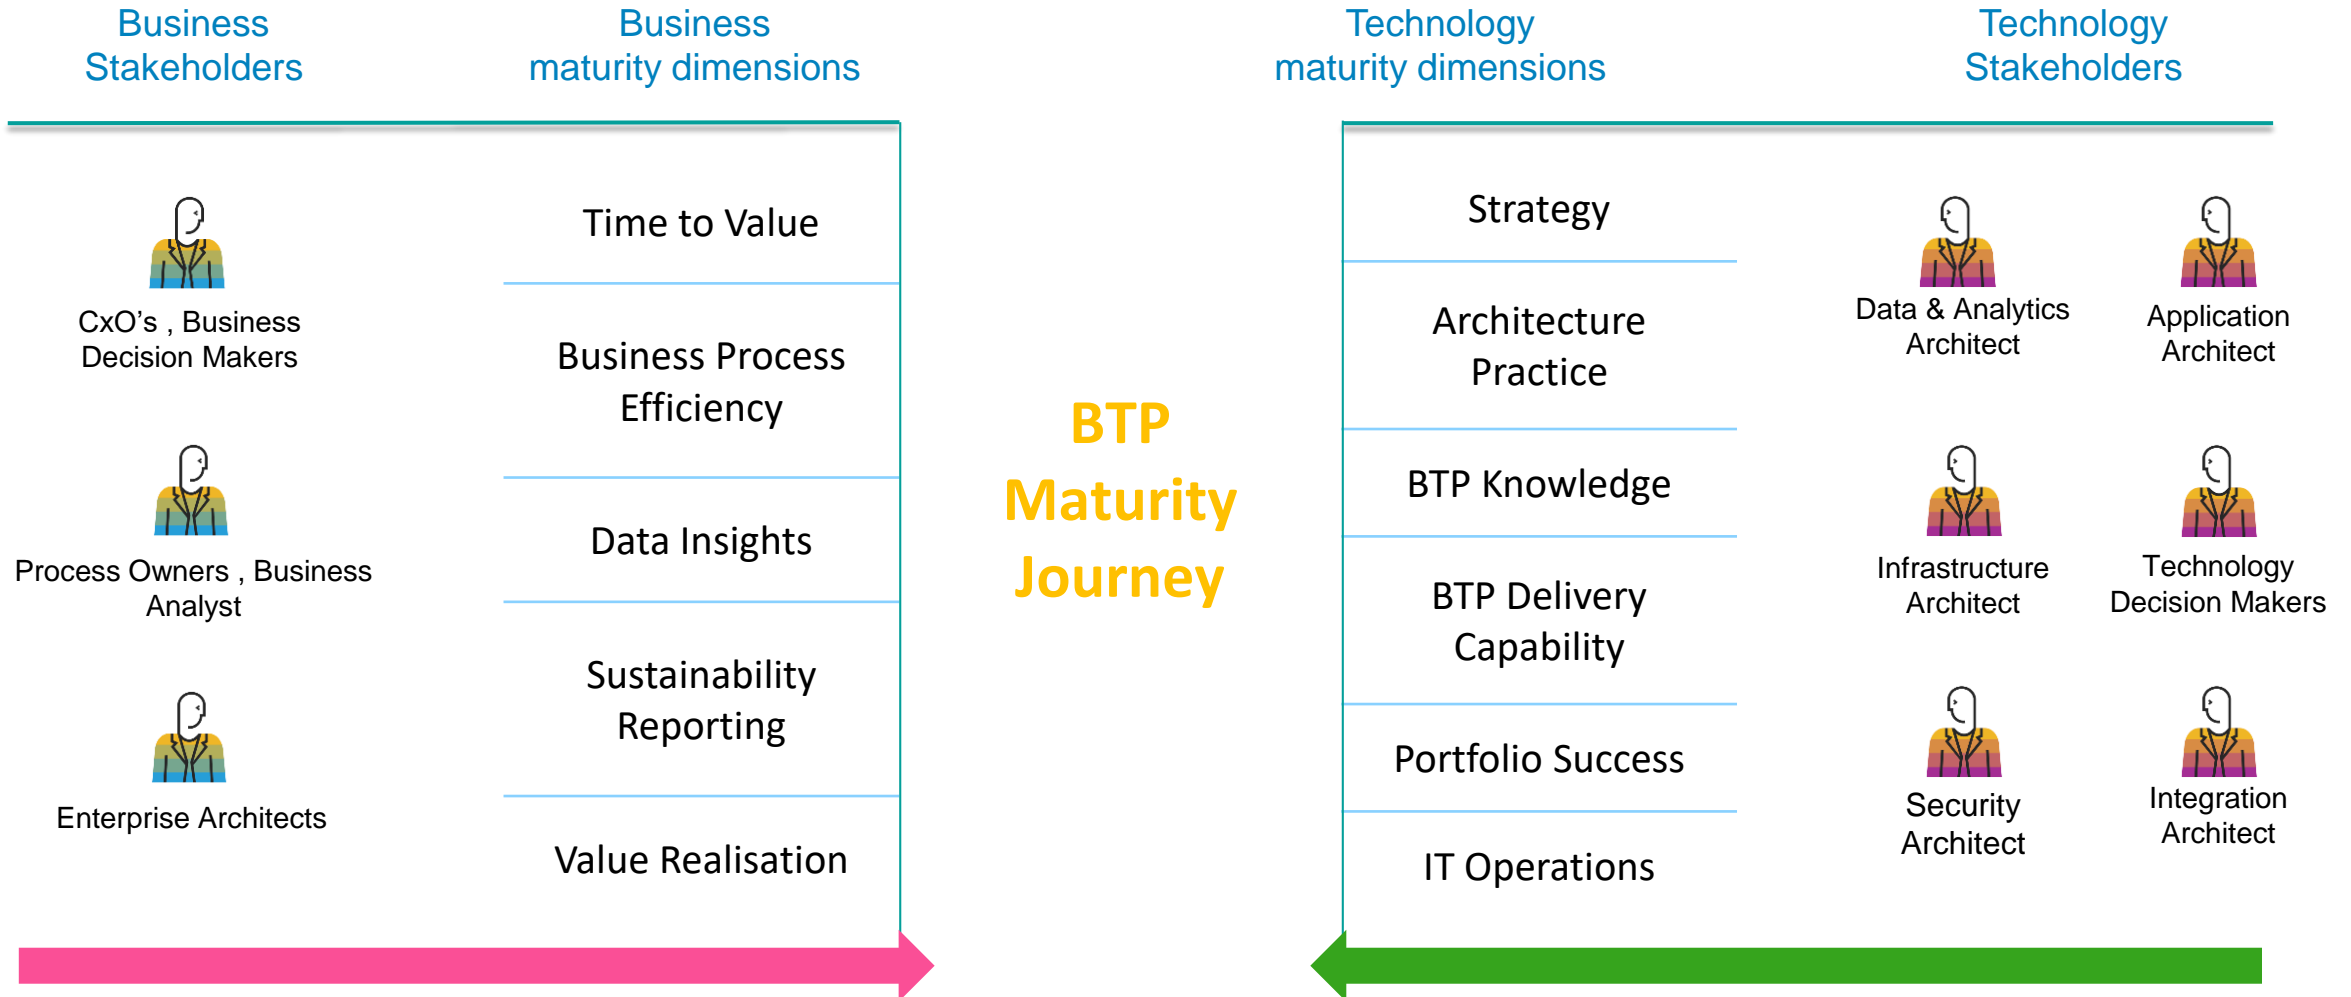 Business
Stakeholders
Business
maturity dimensions
Technology
maturity dimensions
Technology
Stakeholders
CxO’s , Business
Decision Makers
Process Owners , Business
Analyst
Enterprise Architects
Time to Value
Business Process
Efficiency
Data Insights
Sustainability
Reporting
Value Realisation
BTP
Maturity
Journey
Strategy
Architecture
Practice
BTP Knowledge
BTP Delivery
Capability
Portfolio Success
IT Operations
Data & Analytics
Architect
Application
Architect
Infrastructure
Architect
Technology
Decision Makers
Security
Architect
Integration
Architect